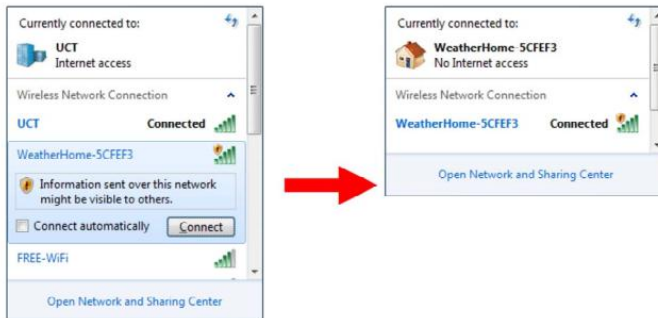 Currently connected to:
UCT
Internet access
Wireless Network Connection
UCT Connected
WeatherHome-5CFEF3
Information sent over this network
might be visible to others.
Connect automatically Connect
FREE-WiFi
Open Network and Sharing Center
Currently connected to:
WeatherHome-5CFEF3
No Internet access
Wireless Network Connection
WeatherHome-5CFEF3 Connected
Open Network and Sharing Center